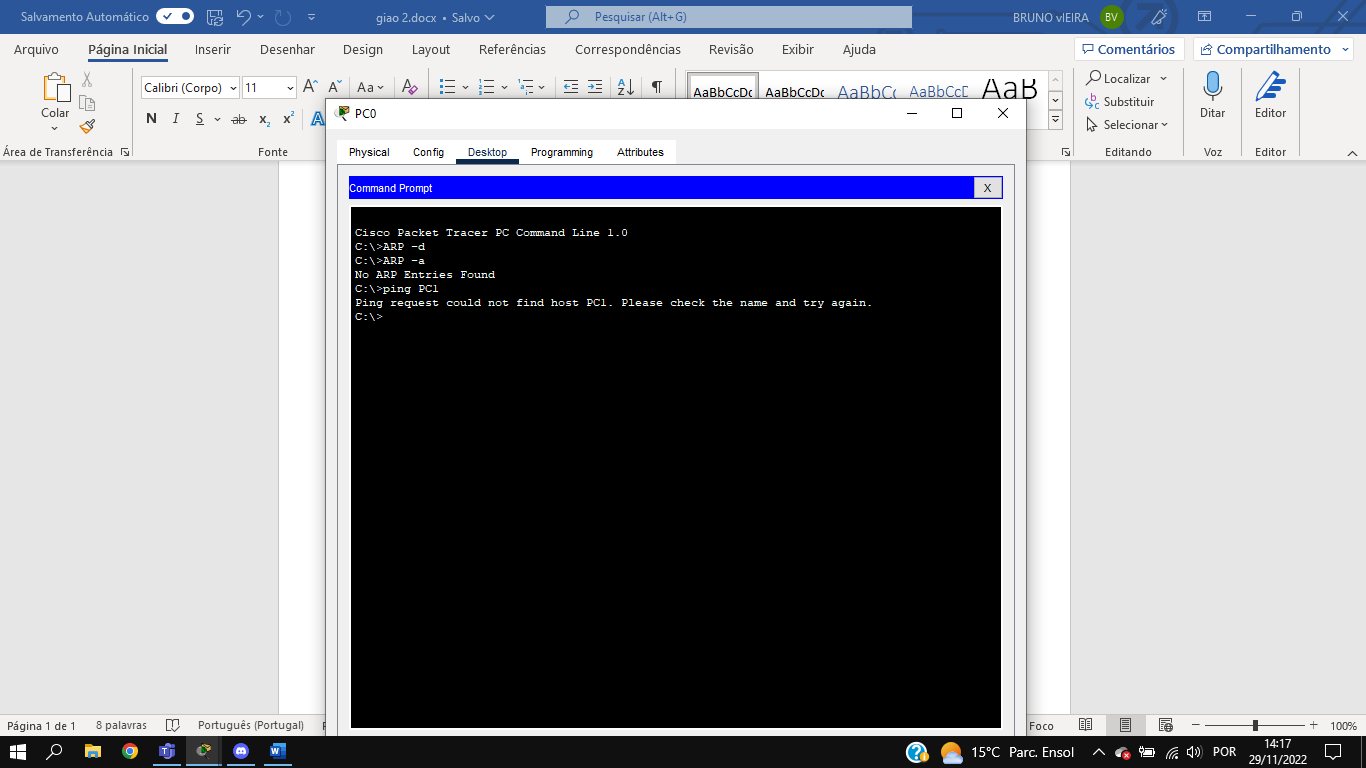 Salvamento Automático
giao 2.docx • Salvo
Pesquisar (Alt+G)
BRUNO vIEIRA
BV
Arquivo
Página Inicial
Inserir
Desenhar
Design
Layout
Referências
Correspondências
Revisão
Exibir
Ajuda
Comentários
Compartilhamento
Colar
Área de Transferência
Calibri (Corpo)
11
A
A
Aa
A
N
I
S
ab
x₂
x²
A
Fonte
A
Z
¶
AaBbCcDc
AaBbCcDc
AaBbCc
AaBbCcD
AaB
Localizar
Substituir
Selecionar
Editando
Ditar
Voz
Editor
Editor
PC0
Physical
Config
Desktop
Programming
Attributes
Command Prompt
X
Cisco Packet Tracer PC Command Line 1.0
C:\>ARP -d
C:\>ARP -a
No ARP Entries Found
C:\>ping PC1
Ping request could not find host PC1. Please check the name and try again.
C:\>
Página 1 de 1
8 palavras
Português (Portugal)
Foco
100%
15°C
Parc. Ensol
POR
14:17
29/11/2022